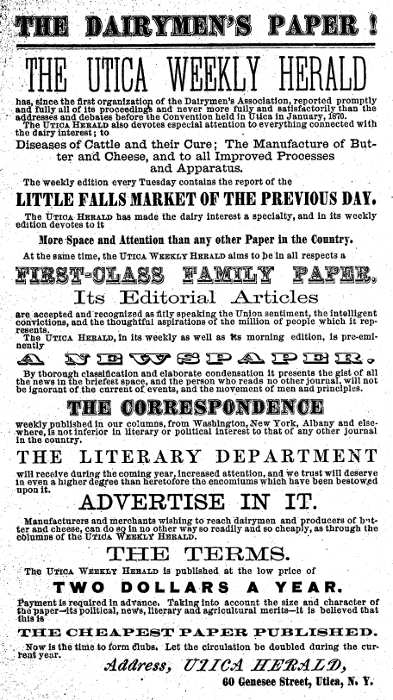 THE DAIRYMEN'S PAPER !
THE UTICA WEEKLY HERALD
has, since the first organization of the Dairymen's Association, reported promptly
and fully all of its proceedings and never more fully and satisfactorily than the
addresses and debates before the Convention held in Utica in January, 1870.
The UTICA HERALD also devotes especial attention to everything connected with
the dairy interest; to
Diseases of Cattle and their Cure; The Manufacture of But-
ter and Cheese, and to all Improved Processes
and Apparatus.
The weekly edition every Tuesday contains the report of the
LITTLE FALLS MARKET OF THE PREVIOUS DAY.
The UTICA HERALD has made the dairy interest a specialty, and in its weekly
edition devotes to it
More Space and Attention than any other Paper in the Country.
At the same time, the UTICA WEEKLY HERALD aims to be in all respects a
FIRST-CLASS FAMILY PAPER.
Its Editorial Articles
are accepted and recognized as fitly speaking the Union sentiment, the intelligent
convictions, and the thoughtful aspirations of the million of people which it rep-
resents.
The UTICA HERALD, in its weekly as well as its morning edition, is pre-emi-
nently
A NEWSPAPER.
By thorough classification and elaborate condensation it presents the gist of all
the news in the briefest space, and the person who reads no other journal, will not
be ignorant of the current of events, and the movement of men and principles.
THE CORRESPONDENCE
weekly published in our columns, from Washington, New York, Albany and else-
where, is not inferior in literary or political interest to that of any other journal
in the country.
THE LITERARY DEPARTMENT
will receive during the coming year, increased attention, and we trust will deserve
in even a higher degree than heretofore the encomiums which have been bestowed
upon it.
ADVERTISE IN IT.
Manufacturers and merchants wishing to reach dairymen and producers of but-
ter and cheese, can do so in no other way so readily and so cheaply, as through the
columns of the UTICA WEEKLY HERALD.
THE TERMS.
The UTICA WEEKLY HERALD is published at the low price of
TWO DOLLARS A YEAR.
Payment is required in advance. Taking into account the size and character of
the paper—its political, news, literary and agricultural merits—it is believed that
this is
THE CHEAPEST PAPER PUBLISHED.
Now is the time to form clubs. Let the circulation be doubled during the cur-
rent year.
Address, UTICA HERALD,
60 Genesee Street, Utica, N. Y.